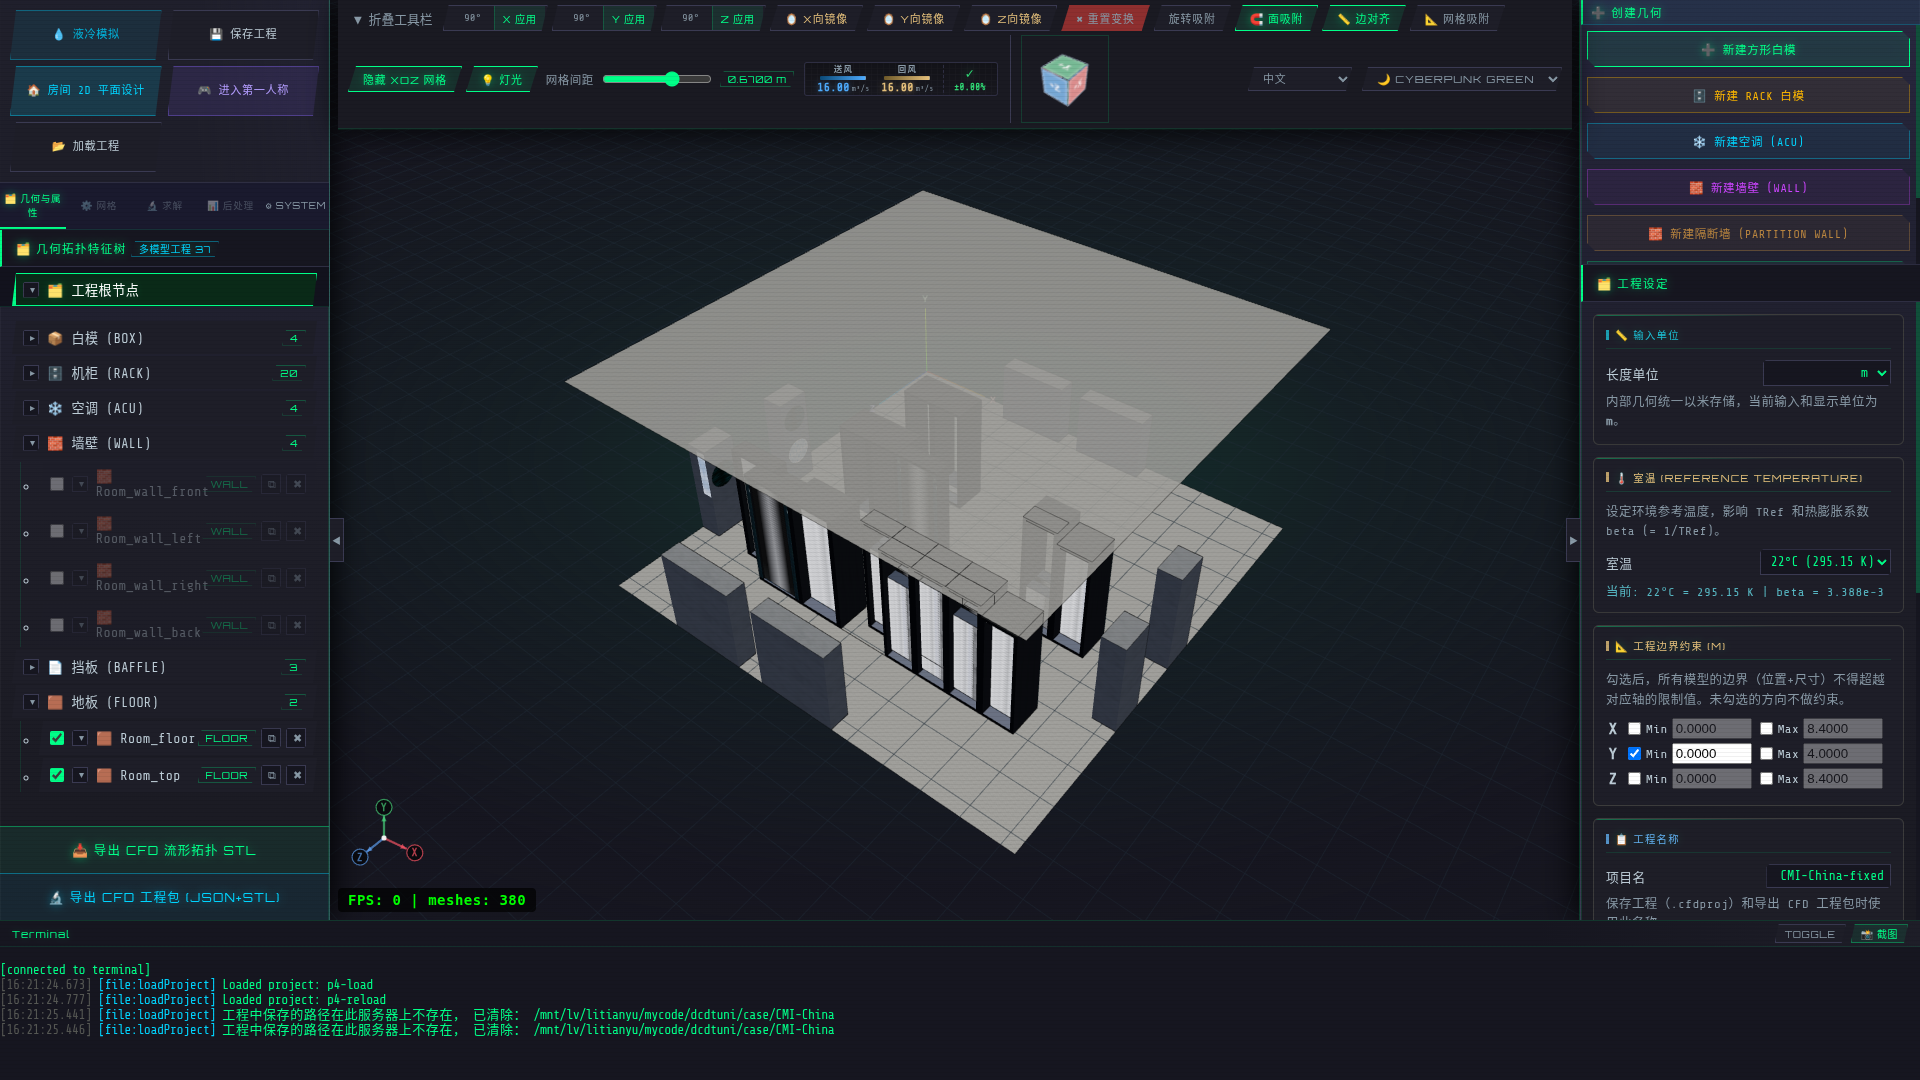 💧 液冷模拟
💾 保存工程
🏠 房间 2D 平面设计
🎮 进入第一人称
📂 加载工程
🗂️ 几何与属性
⚙️ 网格
🔬 求解
📊 后处理
⚙ SYSTEM
🗂️ 几何拓扑特征树 多模型工程 37
▾ 🗂️ 工程根节点
▸ 📦 白模 (BOX) 4
▸ 🗄️ 机柜 (RACK) 20
▸ ❄️ 空调 (ACU) 4
▾ 🧱 墙壁 (WALL) 4
Room_wall_front WALL
Room_wall_left WALL
Room_wall_right WALL
Room_wall_back WALL
▸ 📄 挡板 (BAFFLE) 3
▾ 🟫 地板 (FLOOR) 2
Room_floor FLOOR
Room_top FLOOR
📥 导出 CFD 流形拓扑 STL
🔬 导出 CFD 工程包 (JSON+STL)
▼ 折叠工具栏
90° X 应用
90° Y 应用
90° Z 应用
🪞 X向镜像
🪞 Y向镜像
🪞 Z向镜像
✖ 重置变换
旋转吸附
🧲 面吸附
📏 边对齐
📐 网格吸附
隐藏 XOZ 网格
💡 灯光
网格间距
0.6700 m
送风
16.00 m³/s
回风
16.00 m³/s
✓
±0.00%
中文
🌙 CYBERPUNK GREEN
Y
X
Z
FPS: 0 | meshes: 380
➕ 创建几何
➕ 新建方形白模
🗄️ 新建 RACK 白模
❄️ 新建空调 (ACU)
🧱 新建墙壁 (WALL)
🧱 新建隔断墙 (PARTITION WALL)
🗂️ 工程设定
📏 输入单位
长度单位 m
内部几何统一以米存储，当前输入和显示单位为
m。
🌡️ 室温 (REFERENCE TEMPERATURE)
设定环境参考温度，影响 TRef 和热膨胀系数
beta (= 1/TRef)。
室温 22°C (295.15 K)
当前: 22°C = 295.15 K | beta = 3.388e-3
📐 工程边界约束 (M)
勾选后，所有模型的边界（位置+尺寸）不得超越
对应轴的限制值。未勾选的方向不做约束。
X Min 0.0000 Max 8.4000
Y Min 0.0000 Max 4.0000
Z Min 0.0000 Max 8.4000
📋 工程名称
项目名 CMI-China-fixed
保存工程（.cfdproj）和导出 CFD 工程包时使
用此名称
Terminal
TOGGLE
📸 截图
[connected to terminal]
[16:21:24.673] [file:loadProject] Loaded project: p4-load
[16:21:24.777] [file:loadProject] Loaded project: p4-reload
[16:21:25.441] [file:loadProject] 工程中保存的路径在此服务器上不存在， 已清除： /mnt/lv/litianyu/mycode/dcdtuni/case/CMI-China
[16:21:25.446] [file:loadProject] 工程中保存的路径在此服务器上不存在， 已清除： /mnt/lv/litianyu/mycode/dcdtuni/case/CMI-China